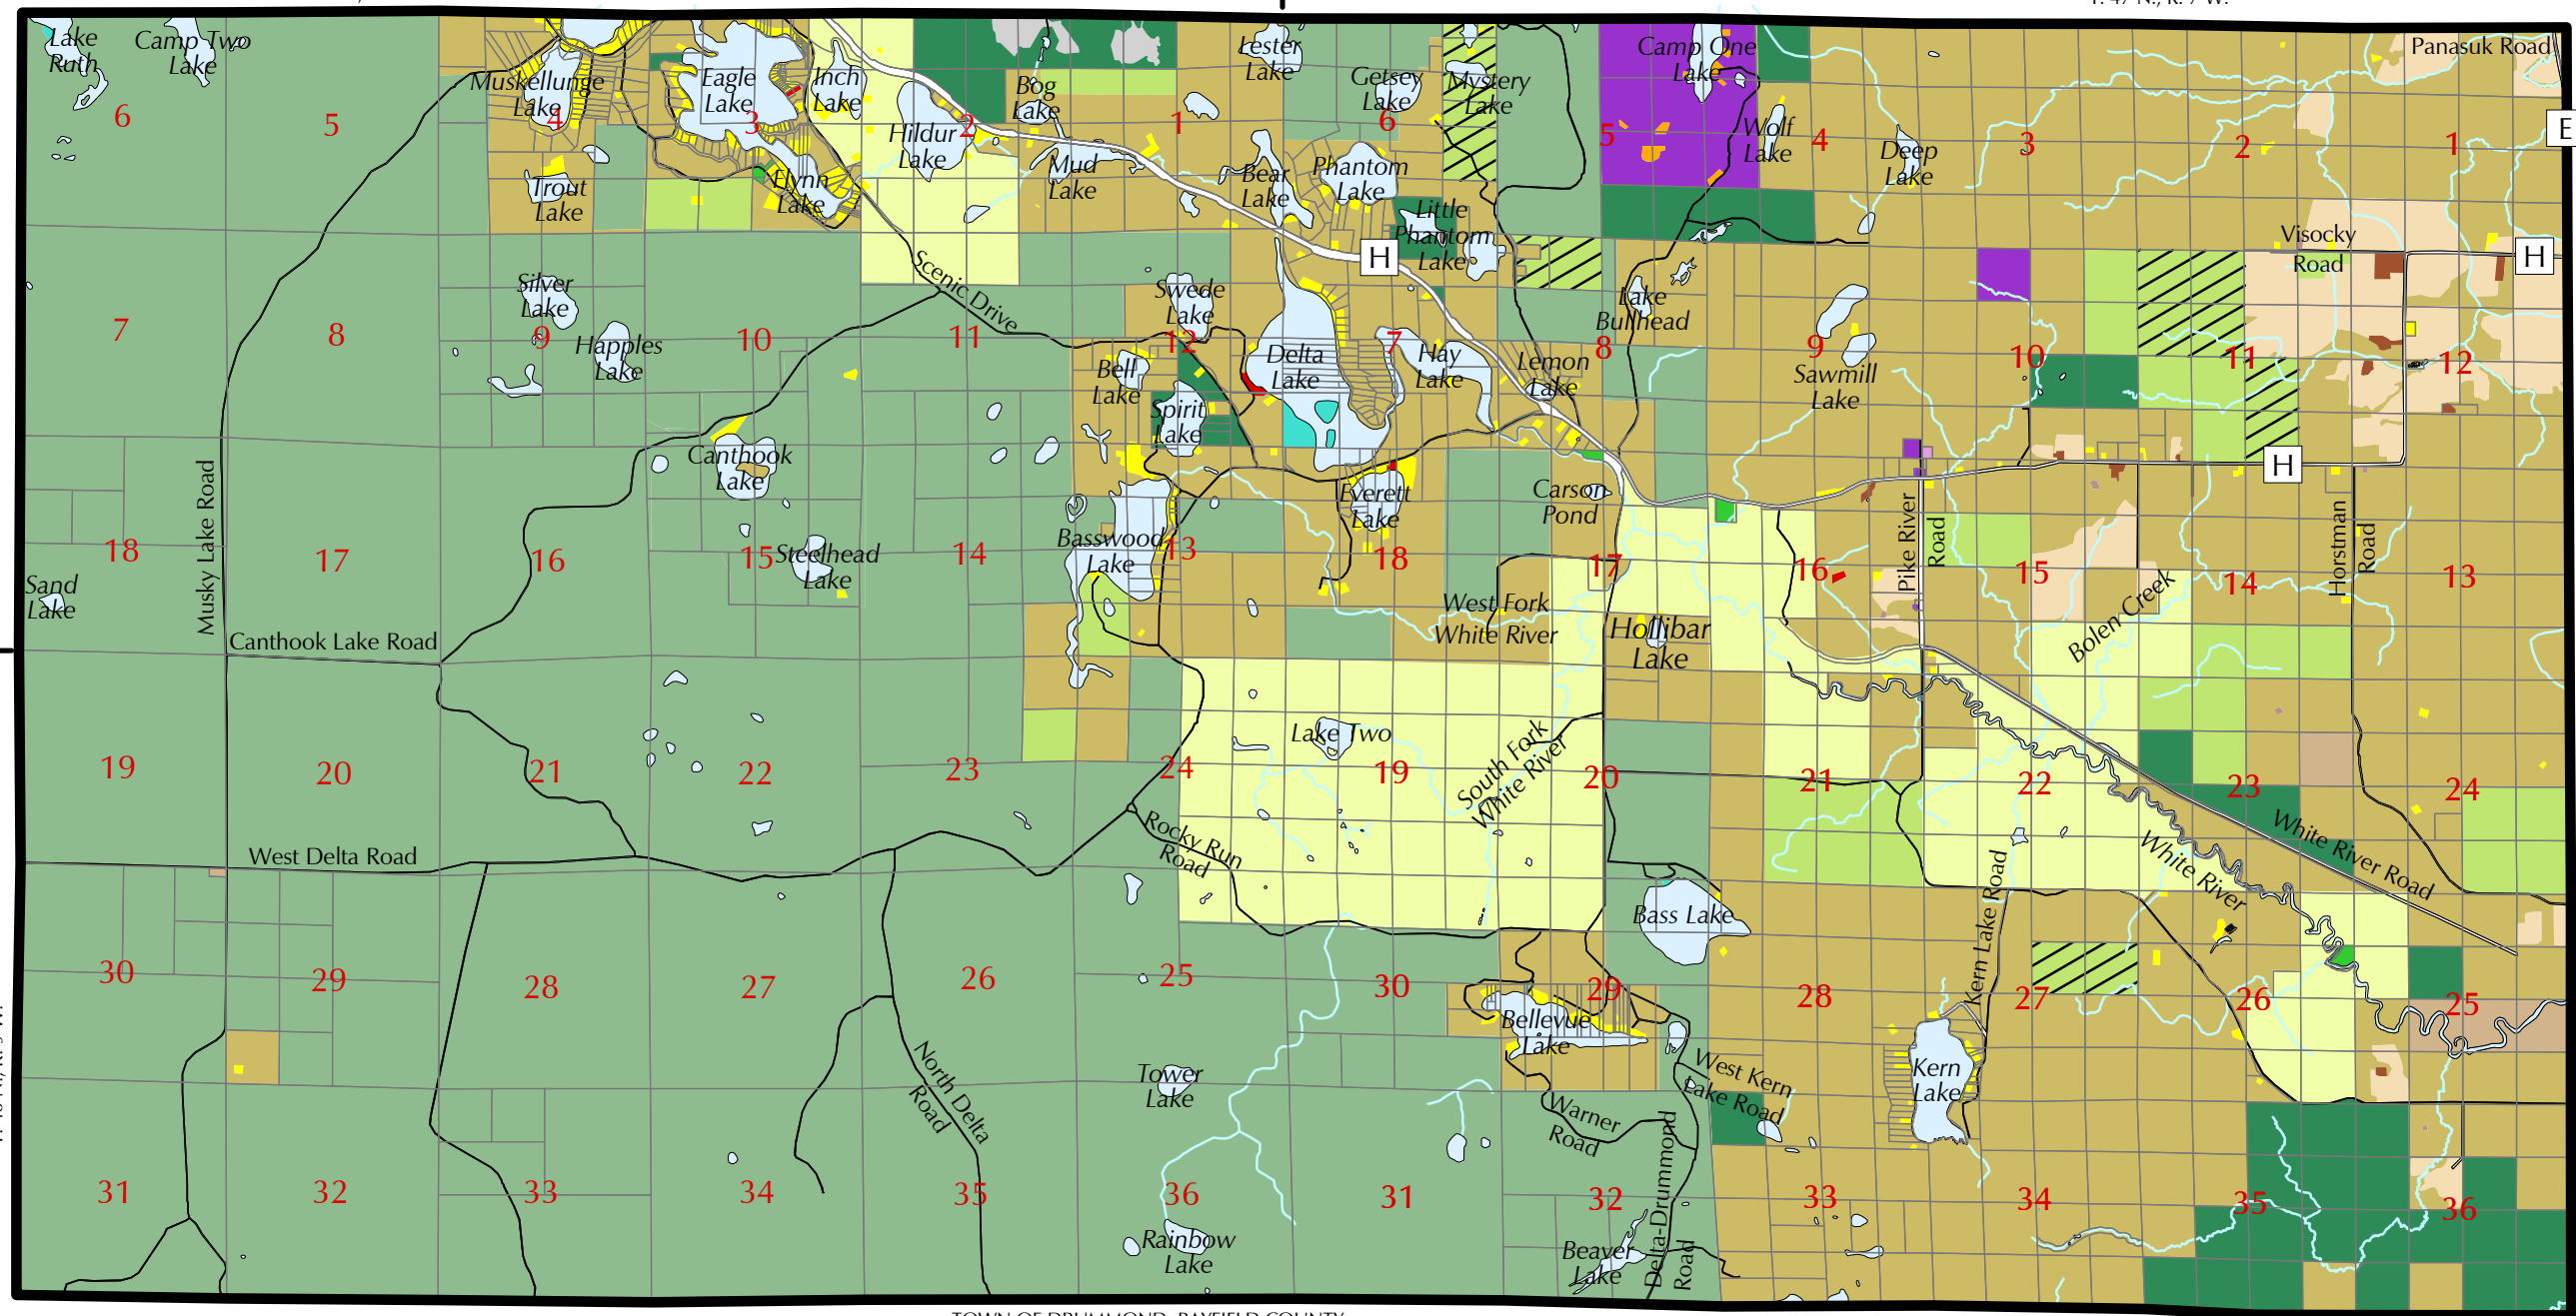 Lake
Ruth
Camp Two
Lake
Muskellunge
Lake
Eagle
Lake
Inch
Lake
Bog
Lake
Hildur
Lake
Mud
Lake
Lester
Lake
Getsey
Lake
Mystery
Lake
Camp One
Lake
Wolf
Lake
Deep
Lake
Panasuk Road
E
6
5
4
3
2
1
6
5
4
3
2
1
Trout
Lake
Flynn
Lake
Bear
Lake
Phantom
Lake
Little
Phantom
Lake
H
Visocky
Road
H
Scenic Drive
Silver
Lake
Happles
Lake
Swede
Lake
Bell
Lake
Spirit
Lake
Delta
Lake
Hay
Lake
Lemon
Lake
Lake
Bullhead
Sawmill
Lake
7
8
9
10
11
12
7
8
9
10
11
12
Musky Lake Road
Canthook
Lake
Steelhead
Lake
Basswood
Lake
Everett
Lake
Carson
Pond
H
Pike River
Road
Horstman
Road
Sand
Lake
18
17
16
15
14
13
18
17
16
15
14
13
Canthook Lake Road
West Fork
White River
Hollibar
Lake
Bolen Creek
Lake Two
South Fork
White River
19
20
21
22
23
24
19
20
21
22
23
24
West Delta Road
Rocky Run
Road
White River Road
White River
Bass Lake
Kern Lake Road
30
29
28
27
26
25
30
29
28
27
26
25
Bellevue
Lake
North Delta
Road
Tower
Lake
West Kern
Lake Road
Kern
Lake
Warner
Road
Delta-Drummond
Road
31
32
33
34
35
36
31
32
33
34
35
36
Rainbow
Lake
Beaver
Lake